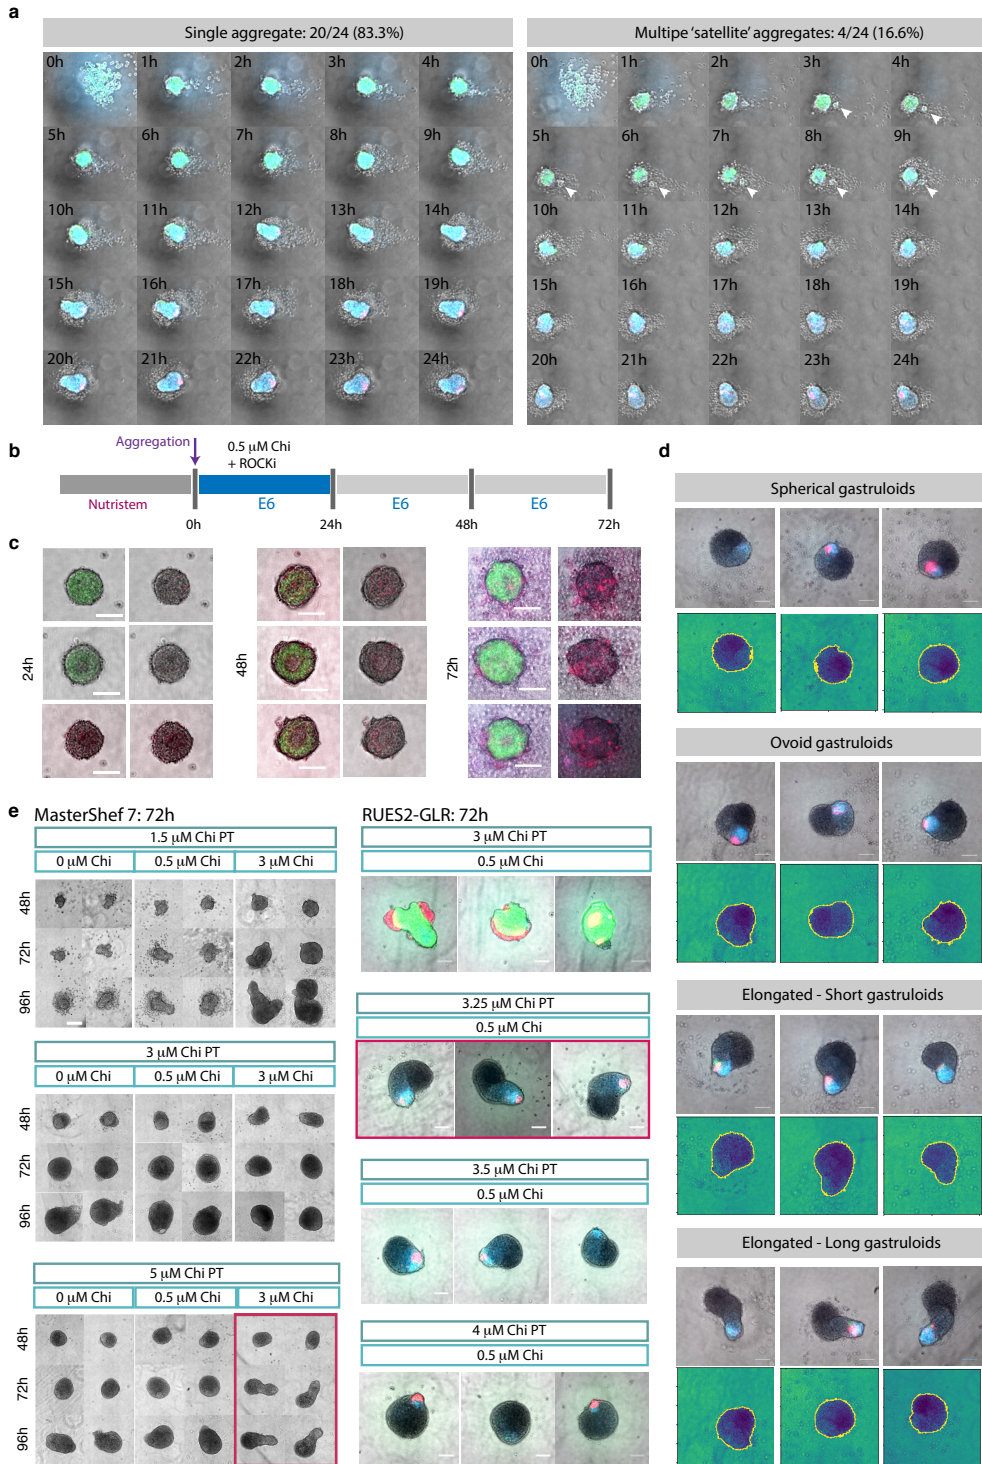 a
Single aggregate: 20/24 (83.3%)
0h 1h 2h 3h 4h
5h 6h 7h 8h 9h
10h 11h 12h 13h 14h
15h 16h 17h 18h 19h
20h 21h 22h 23h 24h
Multipe ‘satellite’ aggregates: 4/24 (16.6%)
0h 1h 2h 3h 4h
5h 6h 7h 8h 9h
10h 11h 12h 13h 14h
15h 16h 17h 18h 19h
20h 21h 22h 23h 24h
b
Aggregation
0.5 µM Chi
+ ROCKi
Nutristem E6 E6 E6
0h 24h 48h 72h
c
24h
48h
72h
d
Spherical gastruloids
Ovoid gastruloids
Elongated - Short gastruloids
Elongated - Long gastruloids
e
MasterShef 7: 72h
1.5 µM Chi PT
0 µM Chi 0.5 µM Chi 3 µM Chi
48h
72h
96h
3 µM Chi PT
0 µM Chi 0.5 µM Chi 3 µM Chi
48h
72h
96h
5 µM Chi PT
0 µM Chi 0.5 µM Chi 3 µM Chi
48h
72h
96h
RUES2-GLR: 72h
3 µM Chi PT
0.5 µM Chi
3.25 µM Chi PT
0.5 µM Chi
3.5 µM Chi PT
0.5 µM Chi
4 µM Chi PT
0.5 µM Chi